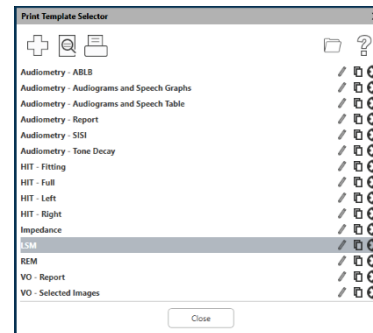 Print Template Selector
Audiometry - ABLB
Audiometry - Audiograms and Speech Graphs
Audiometry - Audiograms and Speech Table
Audiometry - Report
Audiometry - SISI
Audiometry - Tone Decay
HIT - Fitting
HIT - Full
HIT - Left
HIT - Right
Impedance
LSM
REM
VO - Report
VO - Selected Images
Close